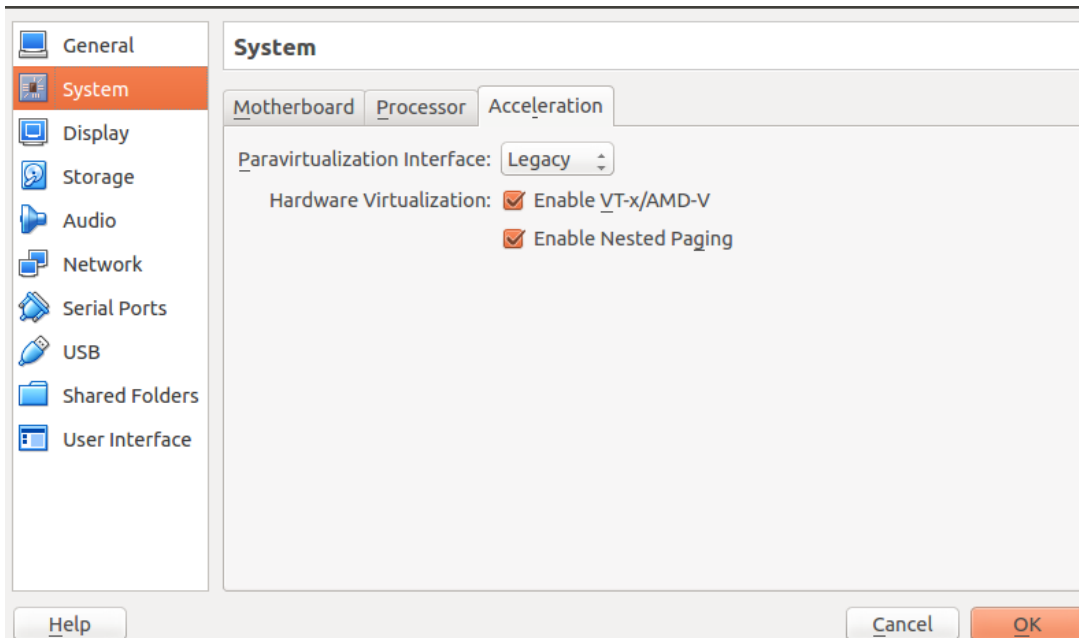 General
System
Display
Storage
Audio
Network
Serial Ports
USB
Shared Folders
User Interface
System
Motherboard Processor Acceleration
Paravirtualization Interface: Legacy
Hardware Virtualization: Enable VT-x/AMD-V
Enable Nested Paging
Help Cancel OK